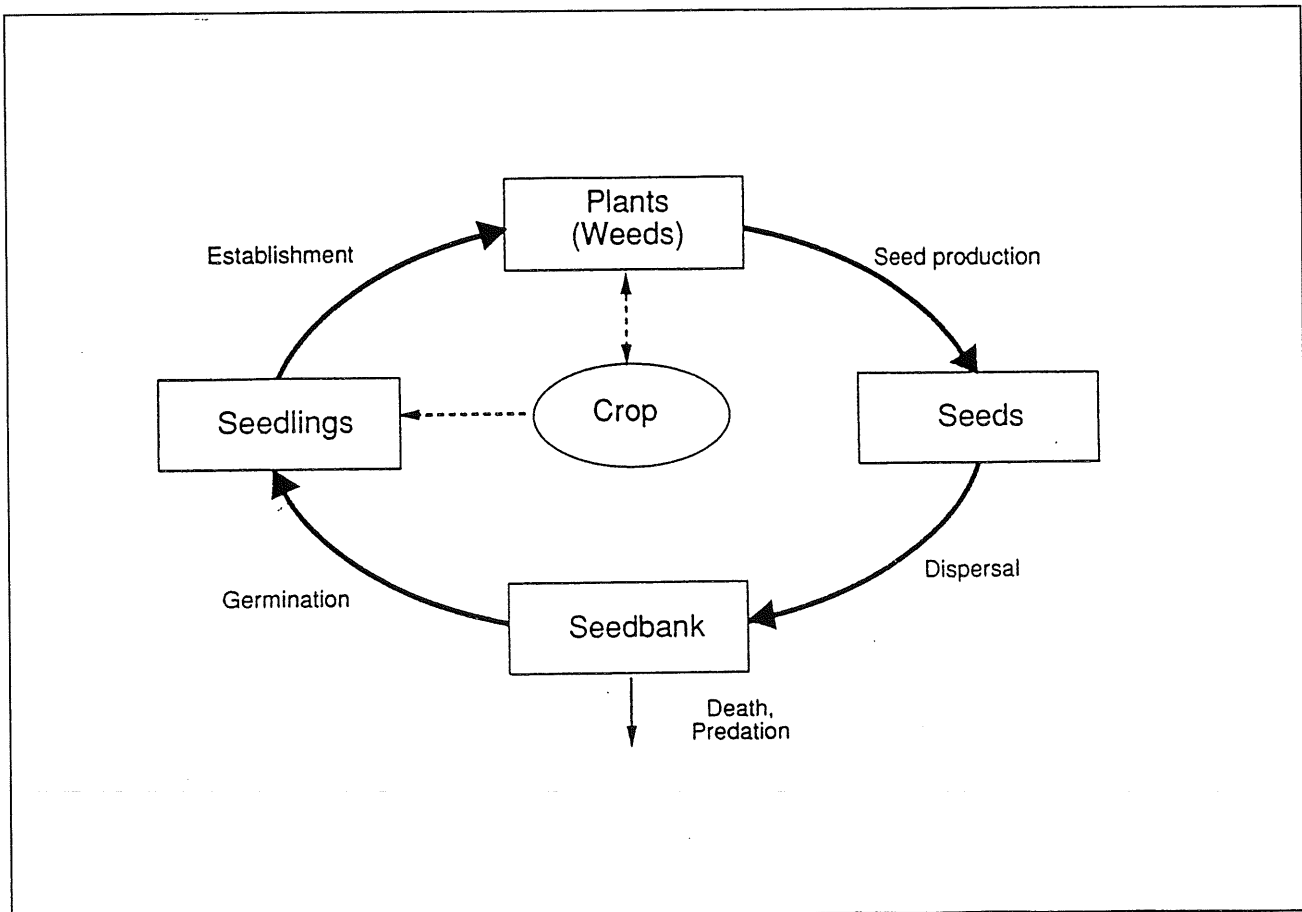 Plants
(Weeds)
Establishment
Seed production
Seedlings
Crop
Seeds
Germination
Dispersal
Seedbank
Death,
Predation